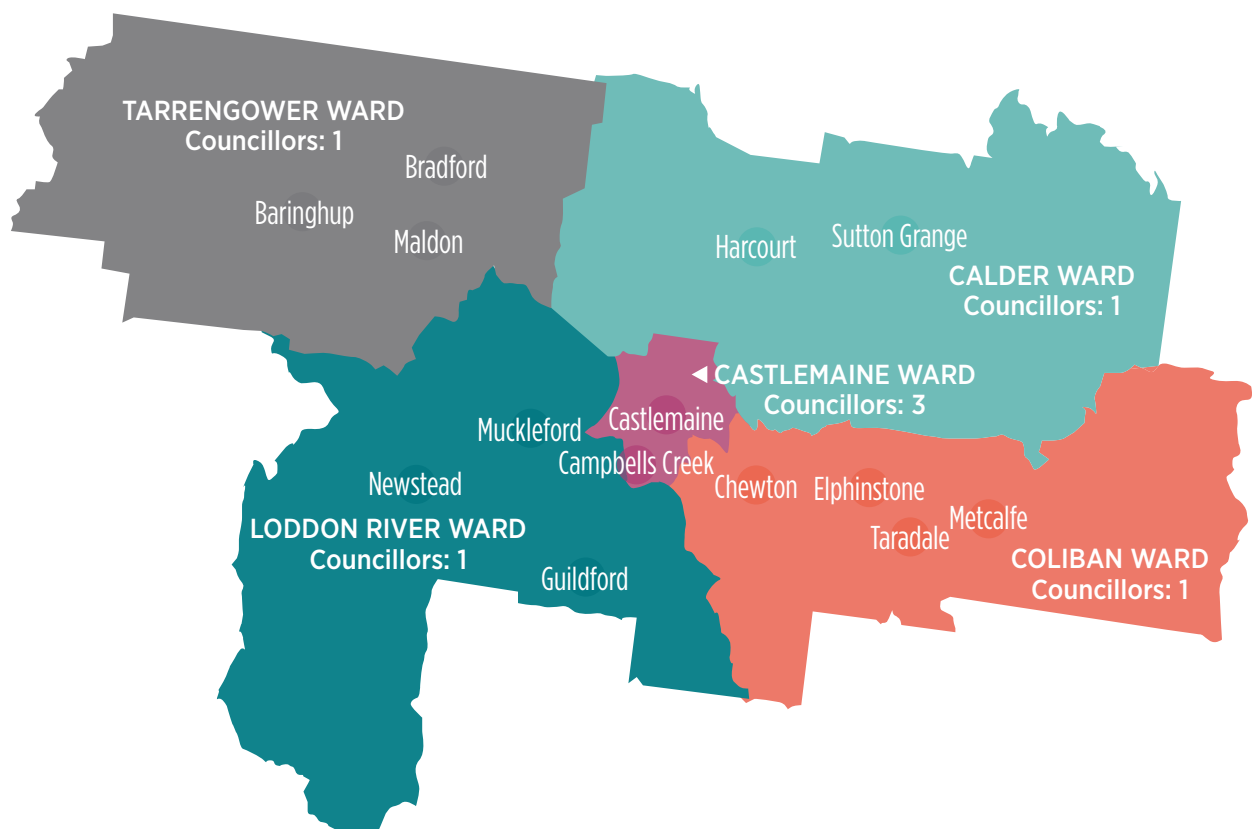 TARRENGOWER WARD
Councillors: 1
Bradford
Baringhup
Maldon
Harcourt
Sutton Grange
CALDER WARD
Councillors: 1
CASTLEMAINE WARD
Councillors: 3
Castlemaine
Muckleford
Campbells Creek
Newstead
LODDON RIVER WARD
Councillors: 1
Guildford
Chewton
Elphinstone
Taradale
Metcalfe
COLIBAN WARD
Councillors: 1